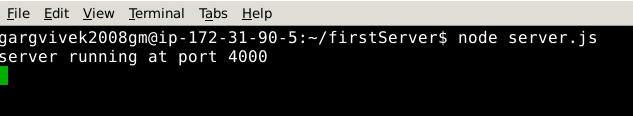 File Edit View Terminal Tabs Help
gargvivek2008gm@ip-172-31-90-5:~/firstServer$ node server.js
server running at port 4000